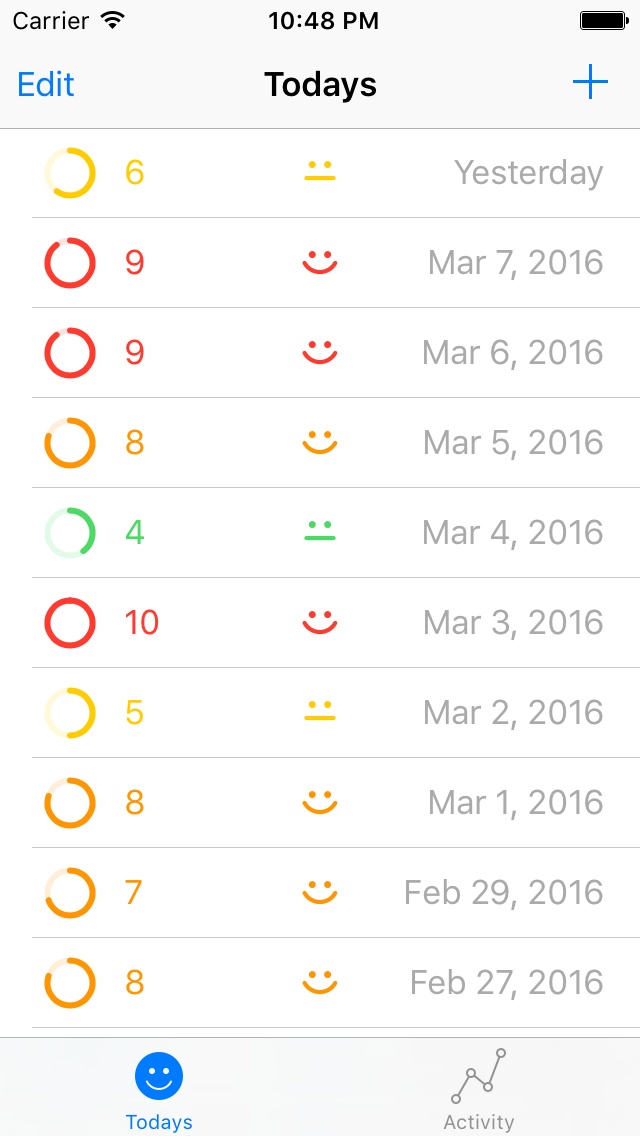 Carrier 10:48 PM
Edit Todays +
6 Yesterday
9 Mar 7, 2016
9 Mar 6, 2016
8 Mar 5, 2016
4 Mar 4, 2016
10 Mar 3, 2016
5 Mar 2, 2016
8 Mar 1, 2016
7 Feb 29, 2016
8 Feb 27, 2016
Todays Activity